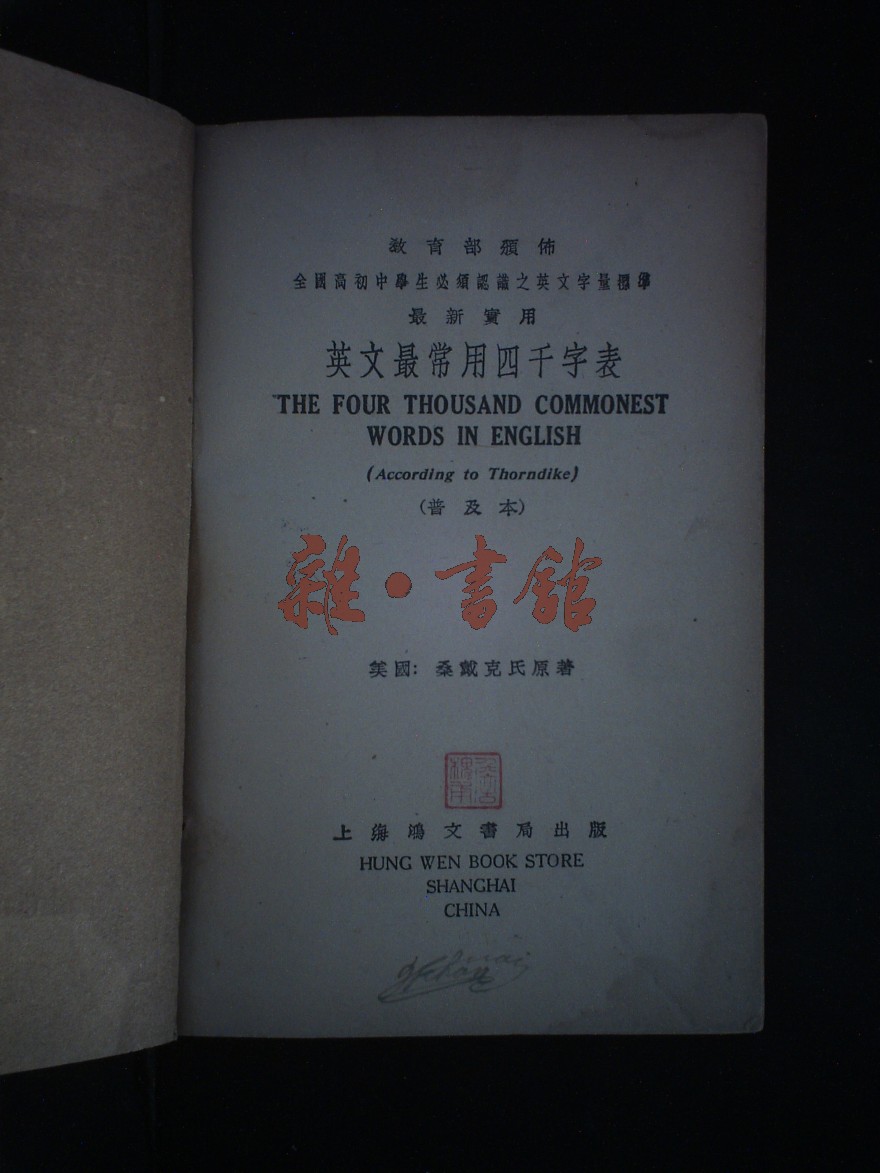 教育部頒佈
全國高初中學生必須認識之英文字量標準
最新實用
英文最常用四千字表
THE FOUR THOUSAND COMMONEST
WORDS IN ENGLISH
(According to Thorndike)
(普及本)
雜·書館
美國：桑戴克氏原著
上海鴻文書局出版
HUNG WEN BOOK STORE
SHANGHAI
CHINA